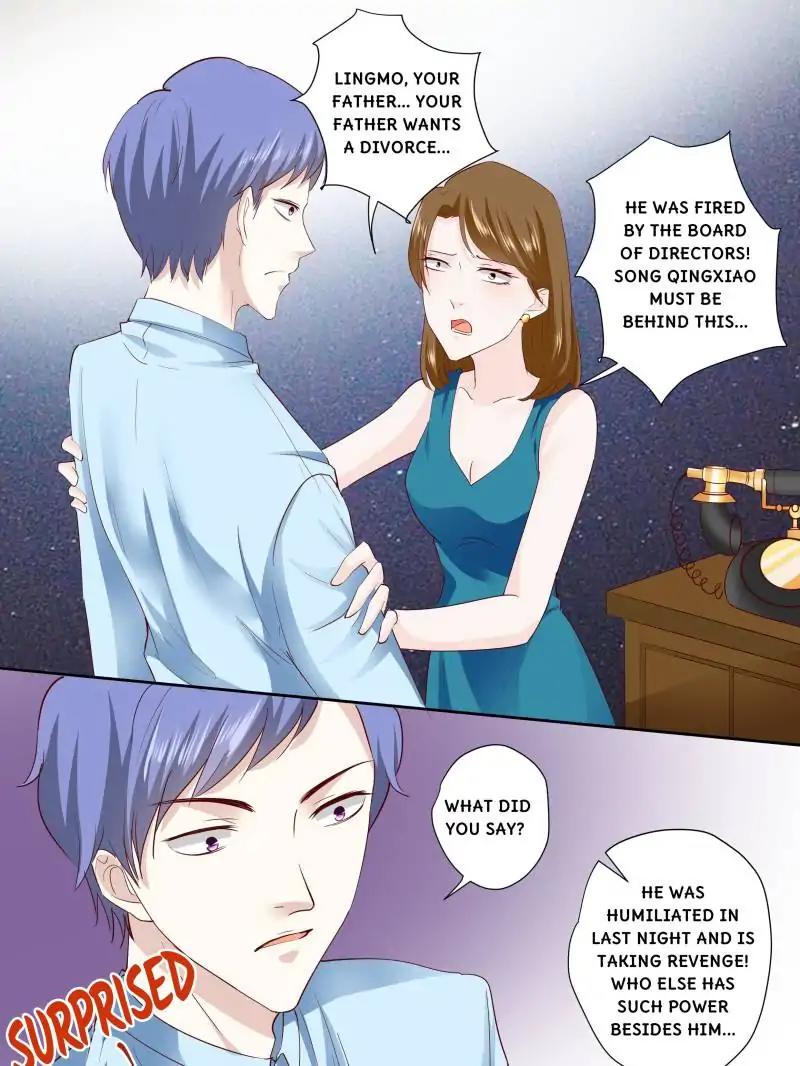 LINGMO, YOUR
FATHER... YOUR
FATHER WANTS
A DIVORCE...
HE WAS FIRED
BY THE BOARD
OF DIRECTORS!
SONG QINGXIAO
MUST BE
BEHIND THIS...
WHAT DID
YOU SAY?
HE WAS
HUMILIATED IN
LAST NIGHT AND IS
TAKING REVENGE!
WHO ELSE HAS
SUCH POWER
BESIDES HIM...
SURPRISED